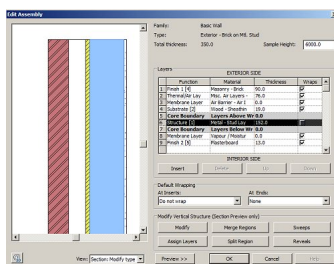 Edit Assembly
Family: Basic Wall
Type: Exterior - Brick on Mtl. Stud
Total thickness: 350.0 Sample Height: 6000.0
Layers
EXTERIOR SIDE
Function Material Thickness Wraps
1 Finish 1 [4] Masonry - Brick 90.0
2 Thermal/Air Lay Misc. Air Layers - 76.0
3 Membrane Layer Air Barrier - Air I 0.0
4 Substrate [2] Wood - Sheathin 19.0
5 Core Boundary Layers Above Wr 0.0
6 Structure [1] Metal - Stud Lay 152.0
7 Core Boundary Layers Below Wr 0.0
8 Membrane Layer Vapour / Moistur 0.0
9 Finish 2 [5] Plasterboard 13.0
INTERIOR SIDE
Insert Delete Up Down
Default Wrapping
At Inserts: At Ends:
Do not wrap None
Modify Vertical Structure (Section Preview only)
Modify Merge Regions Sweeps
Assign Layers Split Region Reveals
View: Section: Modify type Preview >> OK Cancel Help